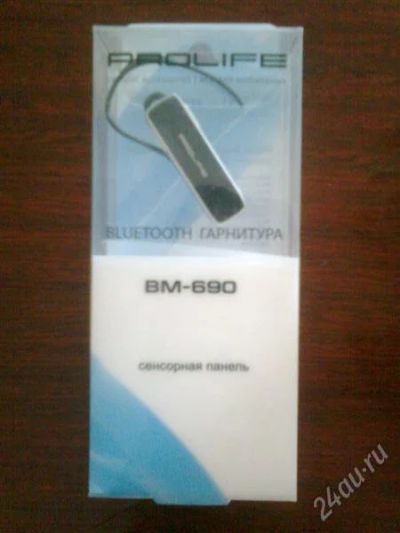 PROLIFE
BLUETOOTH ГАРНИТУРА
BM-690
сенсорная панель
24au.ru